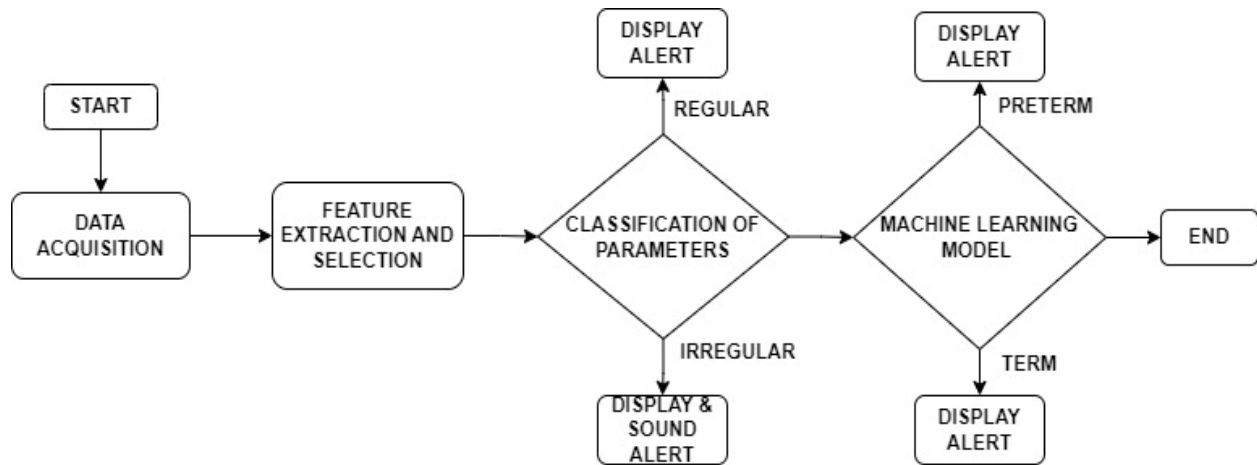 START
DATA
ACQUISITION
FEATURE
EXTRACTION AND
SELECTION
DISPLAY
ALERT
REGULAR
CLASSIFICATION OF
PARAMETERS
IRREGULAR
DISPLAY &
SOUND
ALERT
DISPLAY
ALERT
PRETERM
MACHINE LEARNING
MODEL
TERM
DISPLAY
ALERT
END